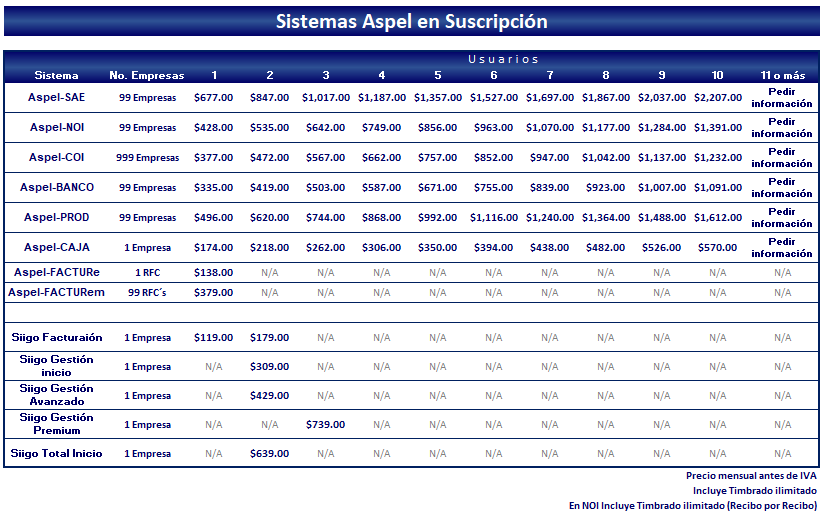 Sistemas Aspel en Suscripción
Usuarios
Sistema No. Empresas 1 2 3 4 5 6 7 8 9 10 11 o más
Aspel-SAE 99 Empresas $677.00 $847.00 $1,017.00 $1,187.00 $1,357.00 $1,527.00 $1,697.00 $1,867.00 $2,037.00 $2,207.00 Pedir información
Aspel-NOI 99 Empresas $428.00 $535.00 $642.00 $749.00 $856.00 $963.00 $1,070.00 $1,177.00 $1,284.00 $1,391.00 Pedir información
Aspel-COI 999 Empresas $377.00 $472.00 $567.00 $662.00 $757.00 $852.00 $947.00 $1,042.00 $1,137.00 $1,232.00 Pedir información
Aspel-BANCO 99 Empresas $335.00 $419.00 $503.00 $587.00 $671.00 $755.00 $839.00 $923.00 $1,007.00 $1,091.00 Pedir información
Aspel-PROD 99 Empresas $496.00 $620.00 $744.00 $868.00 $992.00 $1,116.00 $1,240.00 $1,364.00 $1,488.00 $1,612.00 Pedir información
Aspel-CAJA 1 Empresa $174.00 $218.00 $262.00 $306.00 $350.00 $394.00 $438.00 $482.00 $526.00 $570.00 Pedir información
Aspel-FACTURe 1 RFC $138.00 N/A N/A N/A N/A N/A N/A N/A N/A N/A N/A
Aspel-FACTURem 99 RFC´s $379.00 N/A N/A N/A N/A N/A N/A N/A N/A N/A N/A
Siigo Facturaión 1 Empresa $119.00 $179.00 N/A N/A N/A N/A N/A N/A N/A N/A N/A
Siigo Gestión inicio 1 Empresa N/A $309.00 N/A N/A N/A N/A N/A N/A N/A N/A N/A
Siigo Gestión Avanzado 1 Empresa N/A $429.00 N/A N/A N/A N/A N/A N/A N/A N/A N/A
Siigo Gestión Premium 1 Empresa N/A N/A $739.00 N/A N/A N/A N/A N/A N/A N/A N/A
Siigo Total Inicio 1 Empresa N/A $639.00 N/A N/A N/A N/A N/A N/A N/A N/A N/A
Precio mensual antes de IVA
Incluye Timbrado ilimitado
En NOI Incluye Timbrado ilimitado (Recibo por Recibo)